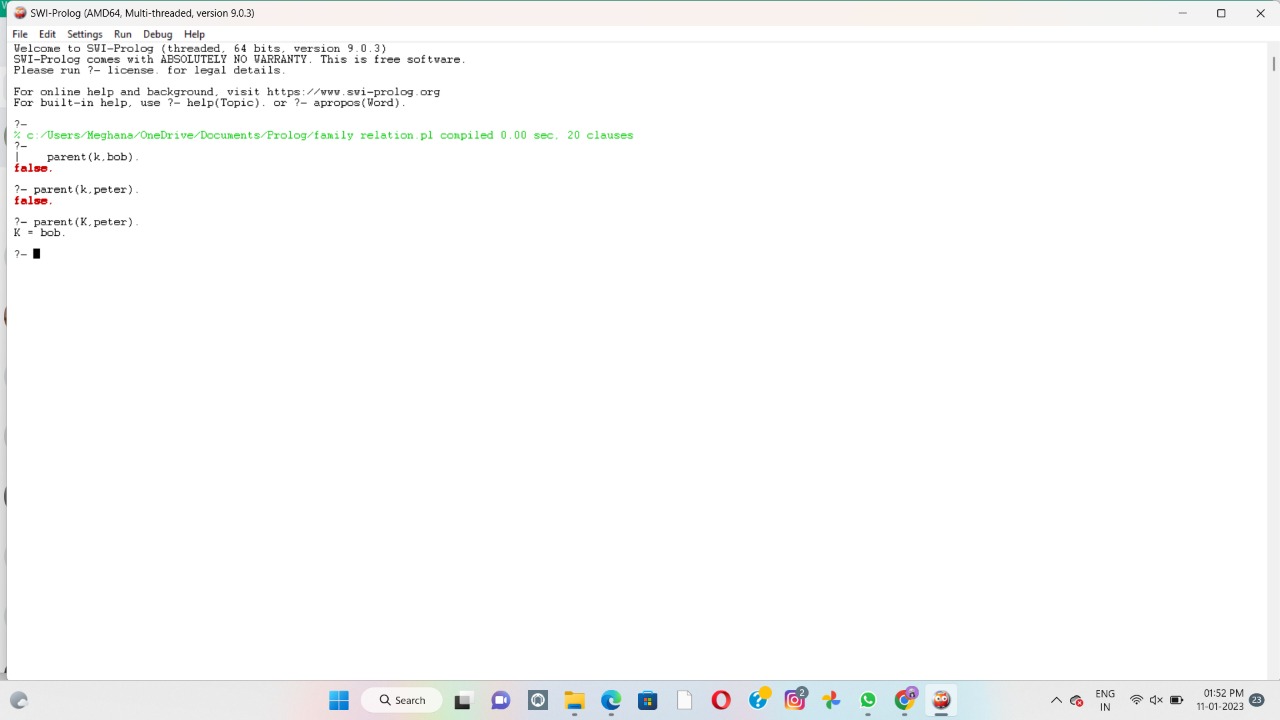 SWI-Prolog (AMD64, Multi-threaded, version 9.0.3)
File Edit Settings Run Debug Help
Welcome to SWI-Prolog (threaded, 64 bits, version 9.0.3)
SWI-Prolog comes with ABSOLUTELY NO WARRANTY. This is free software.
Please run ?- license. for legal details.
For online help and background, visit https://www.swi-prolog.org
For built-in help, use ?- help(Topic). or ?- apropos(Word).
?-
% c:/Users/Meghana/OneDrive/Documents/Prolog/family relation.pl compiled 0.00 sec, 20 clauses
?-
|    parent(k,bob).
false.
?- parent(k,peter).
false.
?- parent(K,peter).
K = bob.
?-
Search
2
ENG
IN
01:52 PM
11-01-2023
23